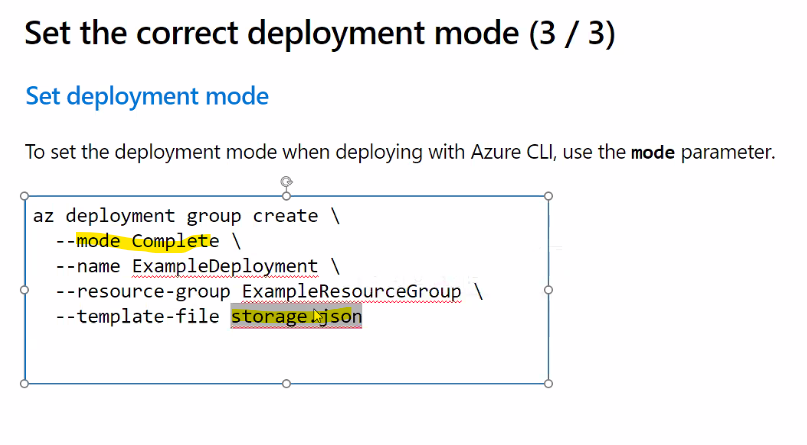 Set the correct deployment mode (3 / 3)
Set deployment mode
To set the deployment mode when deploying with Azure CLI, use the mode parameter.
az deployment group create \
--mode Complete \
--name ExampleDeployment \
--resource-group ExampleResourceGroup \
--template-file storage.json